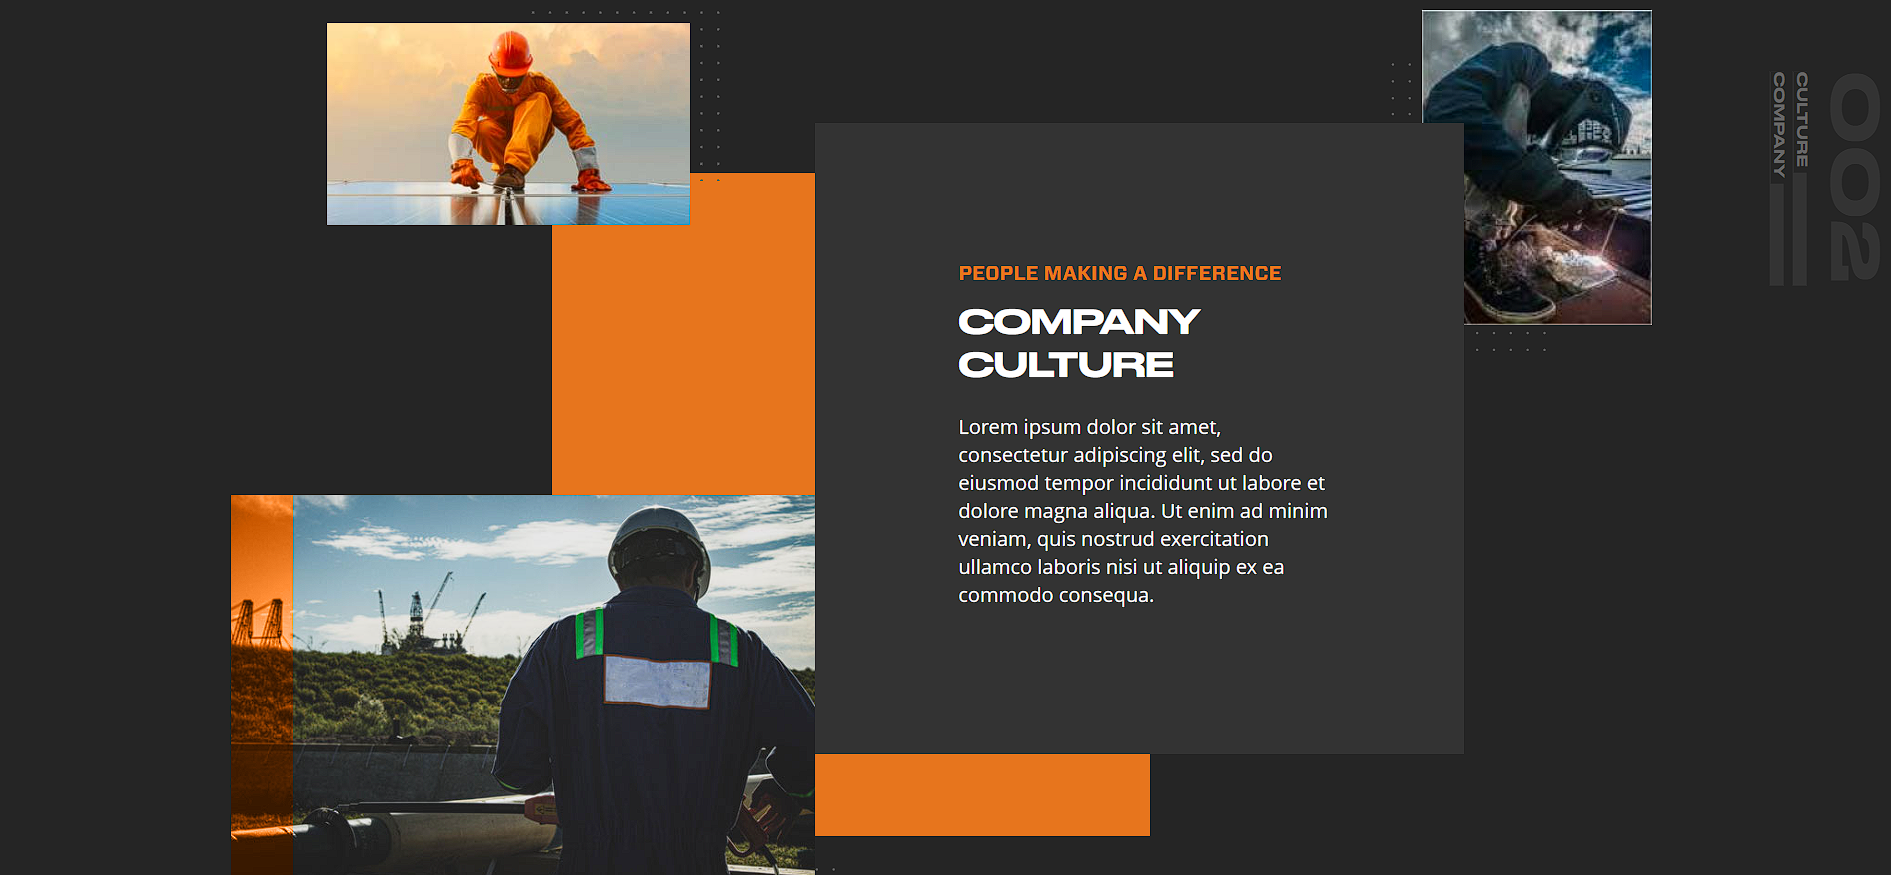 PEOPLE MAKING A DIFFERENCE
COMPANY
CULTURE
Lorem ipsum dolor sit amet,
consectetur adipiscing elit, sed do
eiusmod tempor incididunt ut labore et
dolore magna aliqua. Ut enim ad minim
veniam, quis nostrud exercitation
ullamco laboris nisi ut aliquip ex ea
commodo consequa.
002
CULTURE
COMPANY